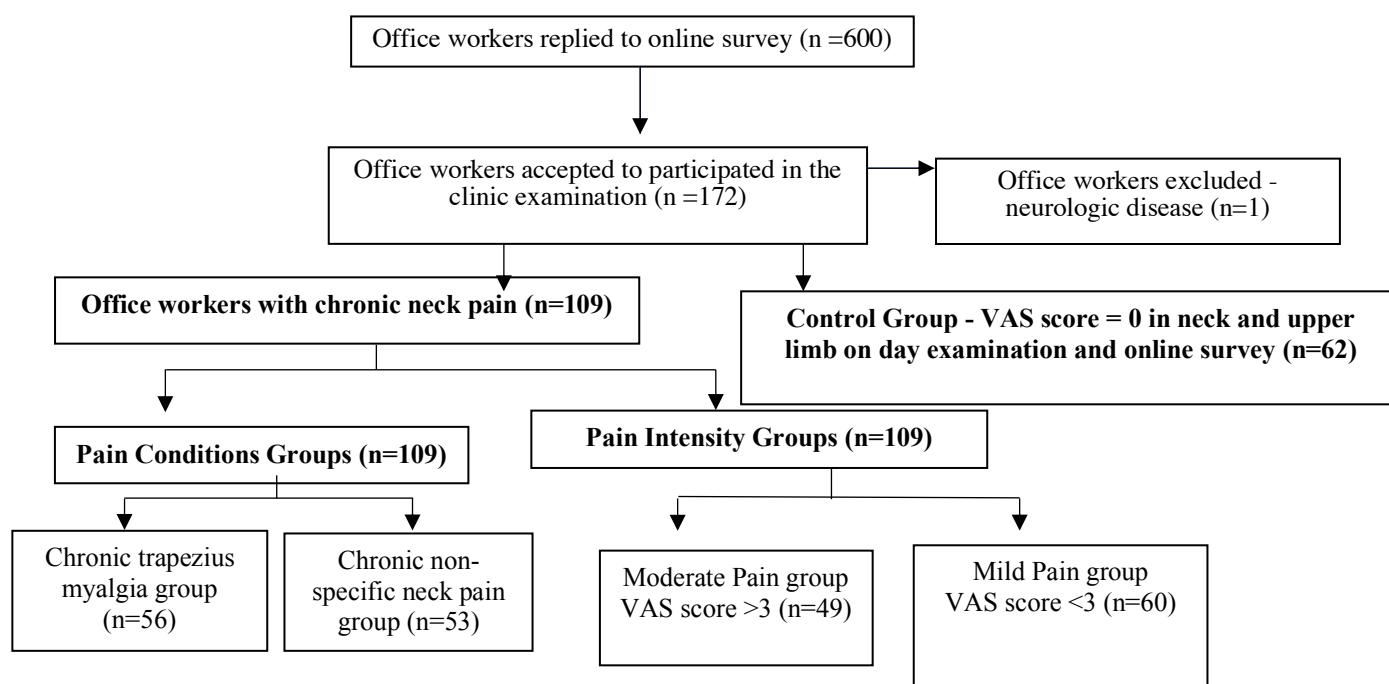 Office workers replied to online survey (n =600)
Office workers accepted to participated in the
clinic examination (n =172)
Office workers excluded -
neurologic disease (n=1)
Office workers with chronic neck pain (n=109)
Control Group - VAS score = 0 in neck and upper
limb on day examination and online survey (n=62)
Pain Conditions Groups (n=109)
Pain Intensity Groups (n=109)
Chronic trapezius
myalgia group
(n=56)
Chronic non-
specific neck pain
group (n=53)
Moderate Pain group
VAS score >3 (n=49)
Mild Pain group
VAS score <3 (n=60)